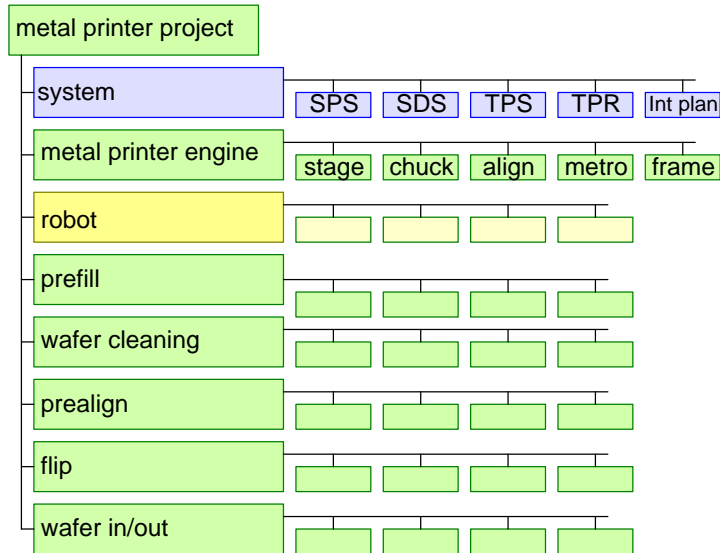 metal printer project
system
SPS SDS TPS TPR Int plan
metal printer engine
stage chuck align metro frame
robot
prefill
wafer cleaning
prealign
flip
wafer in/out